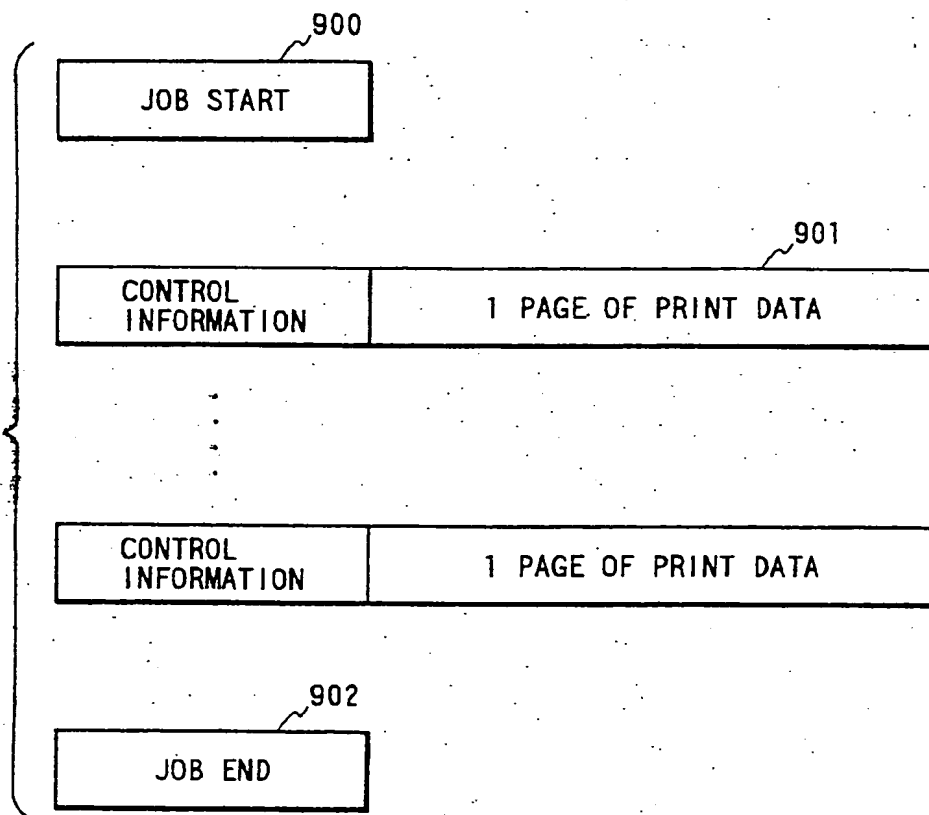 900
JOB START
901
CONTROL
INFORMATION
1 PAGE OF PRINT DATA
CONTROL
INFORMATION
1 PAGE OF PRINT DATA
902
JOB END